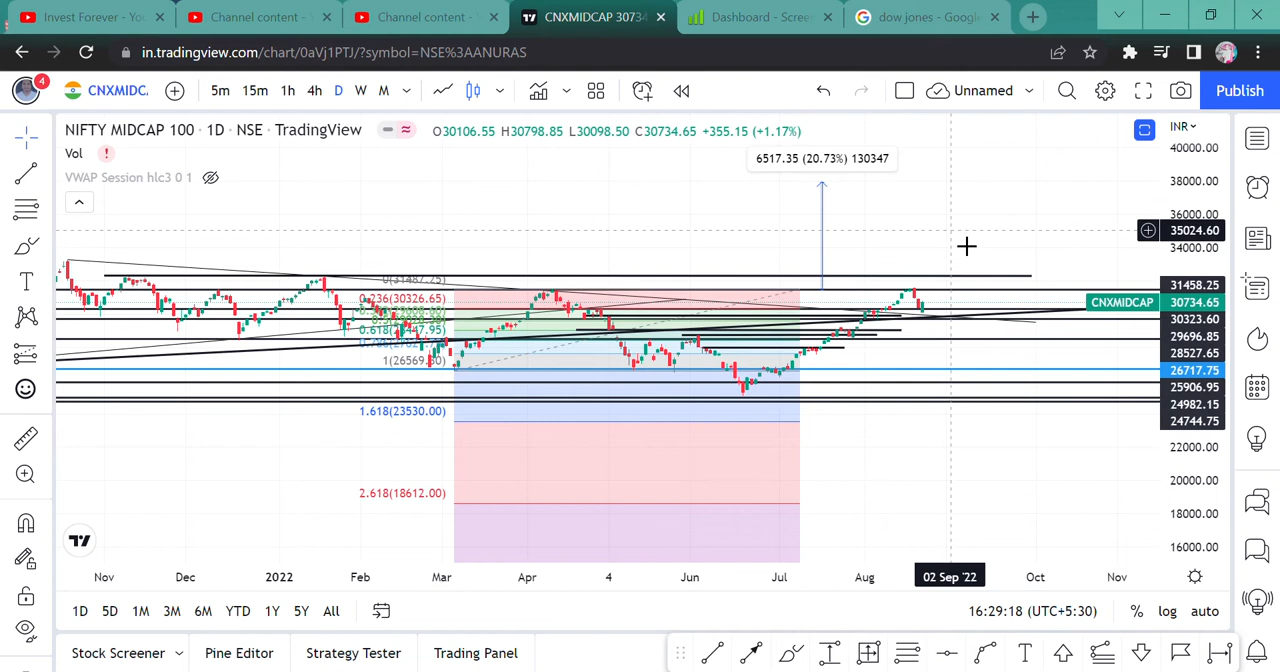 Invest Forever - Yo
Channel content -
Channel content -
CNXMIDCAP 3073
Dashboard - Scree
dow jones - Googl
in.tradingview.com/chart/0aVj1PTJ/?symbol=NSE%3AANURAS
4
CNXMIDC.
5m 15m 1h 4h D W M
Unnamed
Publish
NIFTY MIDCAP 100 · 1D · NSE · TradingView
O30106.55 H30798.85 L30098.50 C30734.65 +355.15 (+1.17%)
INR
Vol
VWAP Session hlc3 0 1
6517.35 (20.73%) 130347
40000.00
38000.00
36000.00
35024.60
34000.00
31458.25
CNXMIDCAP 30734.65
30323.60
29696.85
28527.65
26717.75
25906.95
24982.15
24744.75
22000.00
20000.00
18000.00
16000.00
0(31487.25)
0.236(30326.65)
1(26569.30)
1.618(23530.00)
2.618(18612.00)
Nov Dec 2022 Feb Mar Apr 4 Jun Jul Aug 02 Sep '22 Oct Nov
1D 5D 1M 3M 6M YTD 1Y 5Y All
16:29:18 (UTC+5:30) % log auto
Stock Screener Pine Editor Strategy Tester Trading Panel